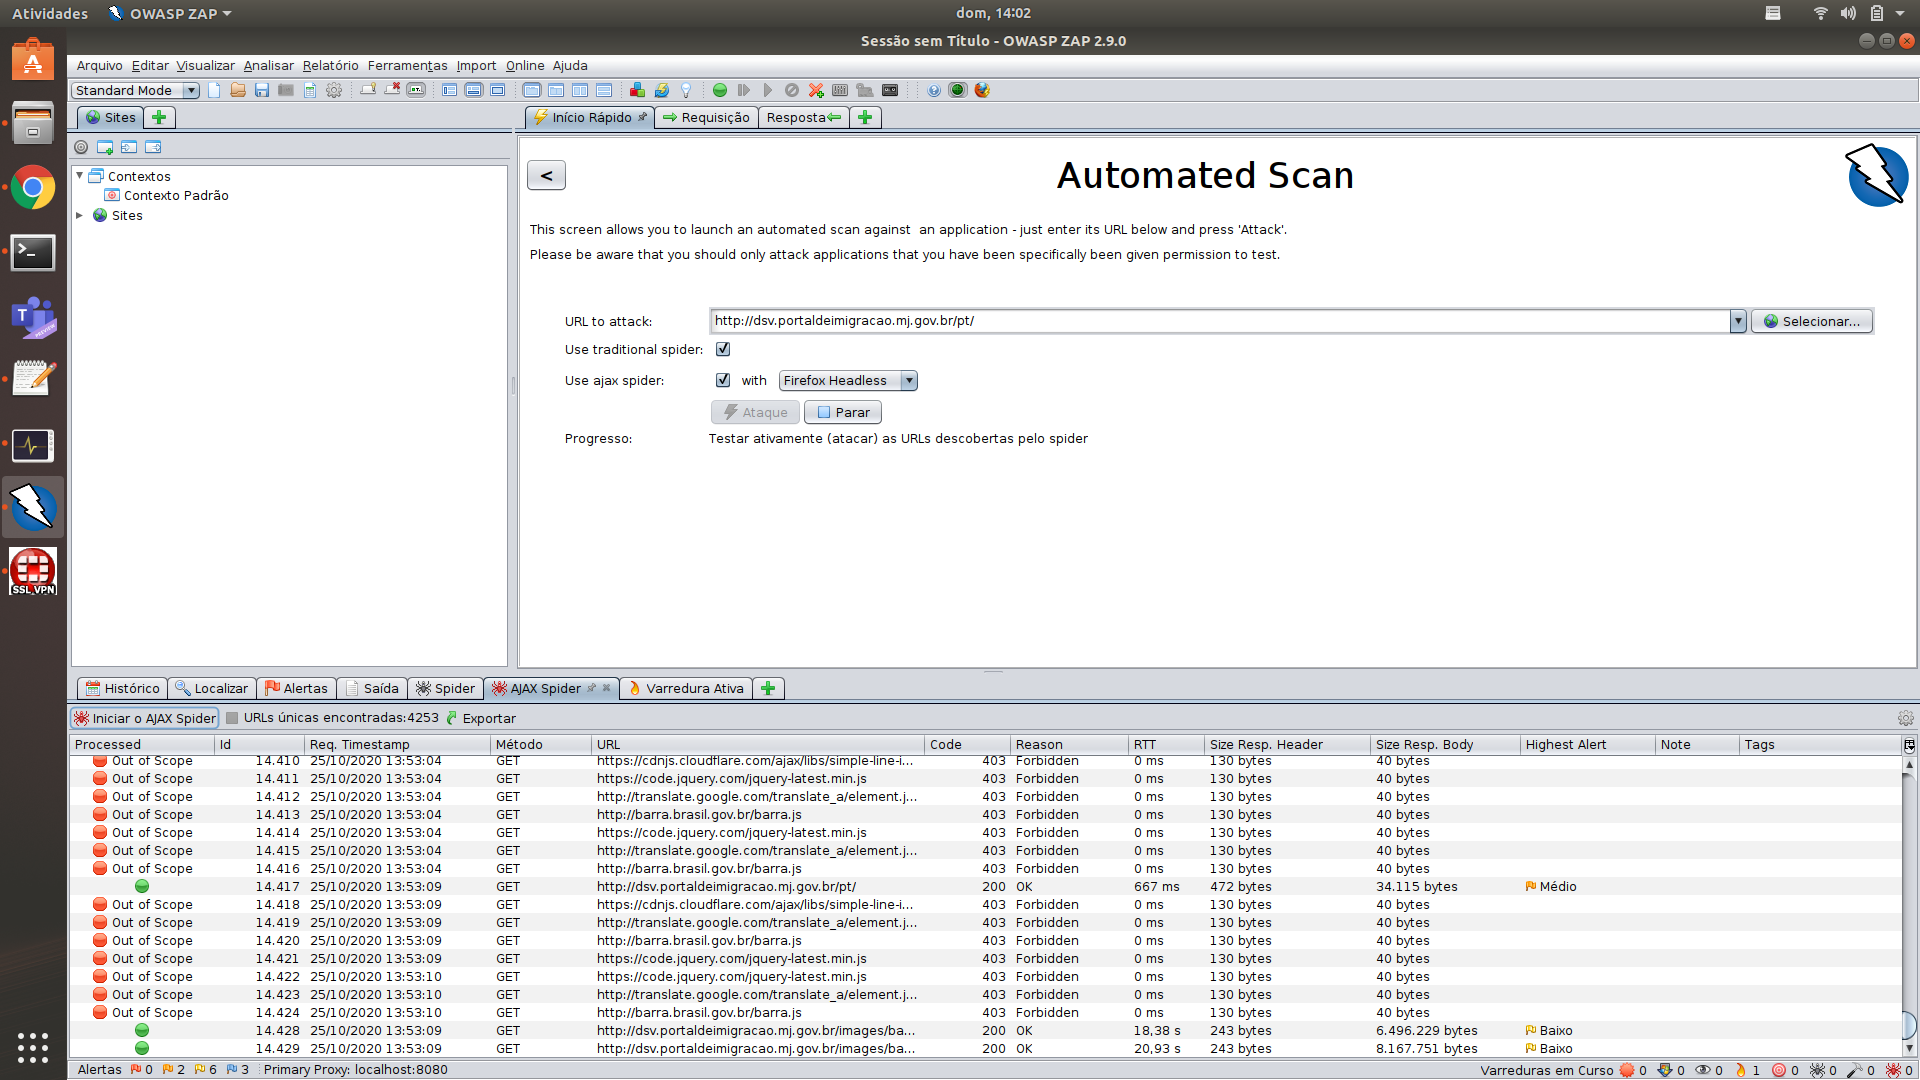 Atividades OWASP ZAP dom, 14:02
Sessão sem Título - OWASP ZAP 2.9.0
Arquivo Editar Visualizar Analisar Relatório Ferramentas Import Online Ajuda
Standard Mode
Sites
Início Rápido Requisição Resposta
<
Automated Scan
Contextos
Contexto Padrão
Sites
This screen allows you to launch an automated scan against  an application - just enter its URL below and press 'Attack'.
Please be aware that you should only attack applications that you have been specifically been given permission to test.
URL to attack: http://dsv.portaldeimigracao.mj.gov.br/pt/ Selecionar...
Use traditional spider:
Use ajax spider: with Firefox Headless
Ataque Parar
Progresso: Testar ativamente (atacar) as URLs descobertas pelo spider
SSL VPN
Histórico Localizar Alertas Saída Spider AJAX Spider Varredura Ativa
Iniciar o AJAX Spider URLs únicas encontradas:4253 Exportar
Processed Id Req. Timestamp Método URL Code Reason RTT Size Resp. Header Size Resp. Body Highest Alert Note Tags
Out of Scope 14.410 25/10/2020 13:53:04 GET https://cdnjs.cloudflare.com/ajax/libs/simple-line-i... 403 Forbidden 0 ms 130 bytes 40 bytes
Out of Scope 14.411 25/10/2020 13:53:04 GET https://code.jquery.com/jquery-latest.min.js 403 Forbidden 0 ms 130 bytes 40 bytes
Out of Scope 14.412 25/10/2020 13:53:04 GET http://translate.google.com/translate_a/element.j... 403 Forbidden 0 ms 130 bytes 40 bytes
Out of Scope 14.413 25/10/2020 13:53:04 GET http://barra.brasil.gov.br/barra.js 403 Forbidden 0 ms 130 bytes 40 bytes
Out of Scope 14.414 25/10/2020 13:53:04 GET https://code.jquery.com/jquery-latest.min.js 403 Forbidden 0 ms 130 bytes 40 bytes
Out of Scope 14.415 25/10/2020 13:53:04 GET http://translate.google.com/translate_a/element.j... 403 Forbidden 0 ms 130 bytes 40 bytes
Out of Scope 14.416 25/10/2020 13:53:04 GET http://barra.brasil.gov.br/barra.js 403 Forbidden 0 ms 130 bytes 40 bytes
14.417 25/10/2020 13:53:09 GET http://dsv.portaldeimigracao.mj.gov.br/pt/ 200 OK 667 ms 472 bytes 34.115 bytes Médio
Out of Scope 14.418 25/10/2020 13:53:09 GET https://cdnjs.cloudflare.com/ajax/libs/simple-line-i... 403 Forbidden 0 ms 130 bytes 40 bytes
Out of Scope 14.419 25/10/2020 13:53:09 GET http://translate.google.com/translate_a/element.j... 403 Forbidden 0 ms 130 bytes 40 bytes
Out of Scope 14.420 25/10/2020 13:53:09 GET http://barra.brasil.gov.br/barra.js 403 Forbidden 0 ms 130 bytes 40 bytes
Out of Scope 14.421 25/10/2020 13:53:09 GET https://code.jquery.com/jquery-latest.min.js 403 Forbidden 0 ms 130 bytes 40 bytes
Out of Scope 14.422 25/10/2020 13:53:10 GET https://code.jquery.com/jquery-latest.min.js 403 Forbidden 0 ms 130 bytes 40 bytes
Out of Scope 14.423 25/10/2020 13:53:10 GET http://translate.google.com/translate_a/element.j... 403 Forbidden 0 ms 130 bytes 40 bytes
Out of Scope 14.424 25/10/2020 13:53:10 GET http://barra.brasil.gov.br/barra.js 403 Forbidden 0 ms 130 bytes 40 bytes
14.428 25/10/2020 13:53:09 GET http://dsv.portaldeimigracao.mj.gov.br/images/ba... 200 OK 18,38 s 243 bytes 6.496.229 bytes Baixo
14.429 25/10/2020 13:53:09 GET http://dsv.portaldeimigracao.mj.gov.br/images/ba... 200 OK 20,93 s 243 bytes 8.167.751 bytes Baixo
Alertas 0 2 6 3 Primary Proxy: localhost:8080 Varreduras em Curso 0 0 0 1 0 0 0 0